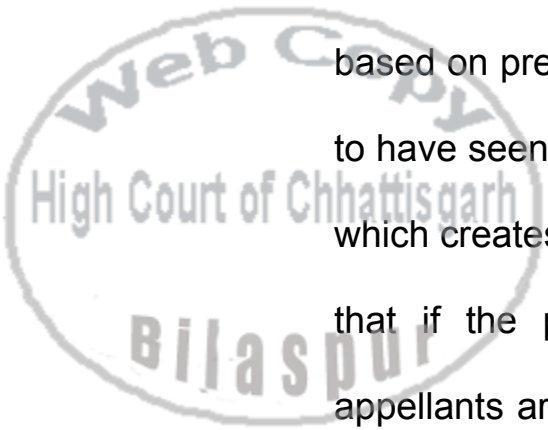 Web Copy
High Court of Chhattisgarh
Bilaspur
based on pre
to have seen
which creates
that if the p
appellants ar